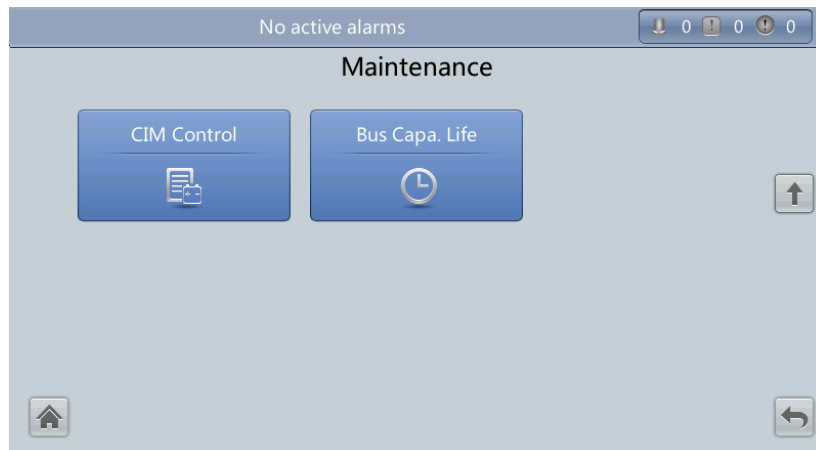 No active alarms
0 0 0
Maintenance
CIM Control
Bus Capa. Life